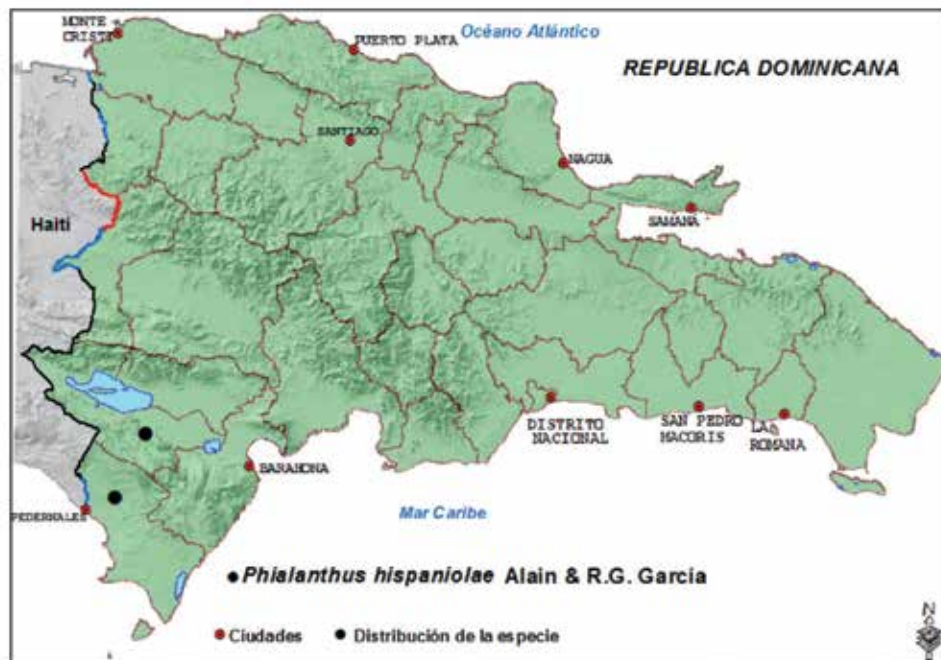 MONTE
CRISTI
PUERTO PLATA
Océano Atlántico
REPUBLICA DOMINICANA
SANTIAGO
NAGUA
Haití
SAMANA
DISTRITO
NACIONAL
SAN PEDRO
MACORIS
LA
ROMANA
BARAHONA
PEDERNALES
Mar Caribe
Phialanthus hispaniolae Alain & R.G. García
Ciudades
Distribución de la especie
N